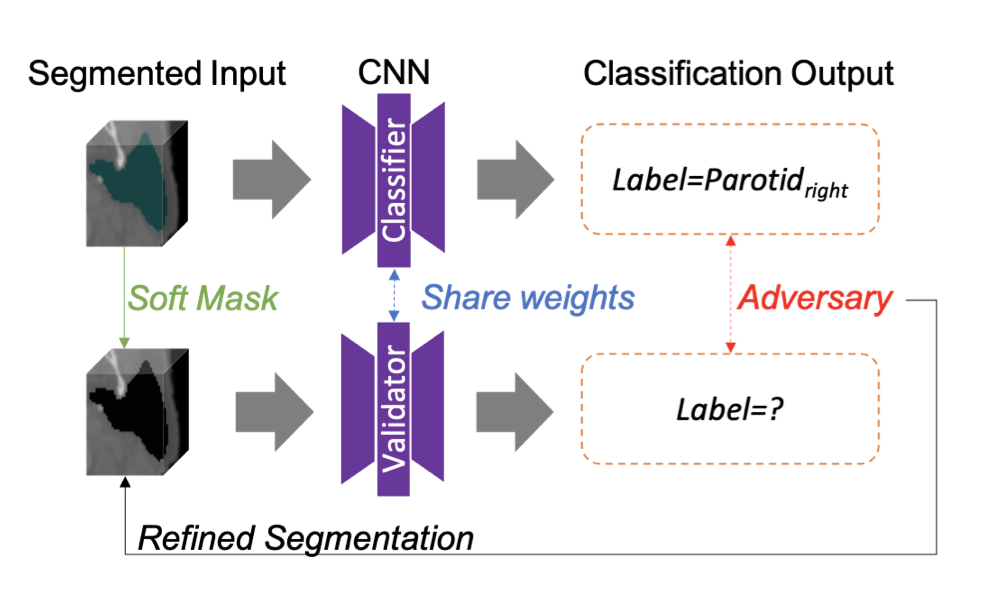 Segmented Input
CNN
Classification Output
Classifier
Label=Parotid right
Soft Mask
Share weights
Adversary
Validator
Label=?
Refined Segmentation